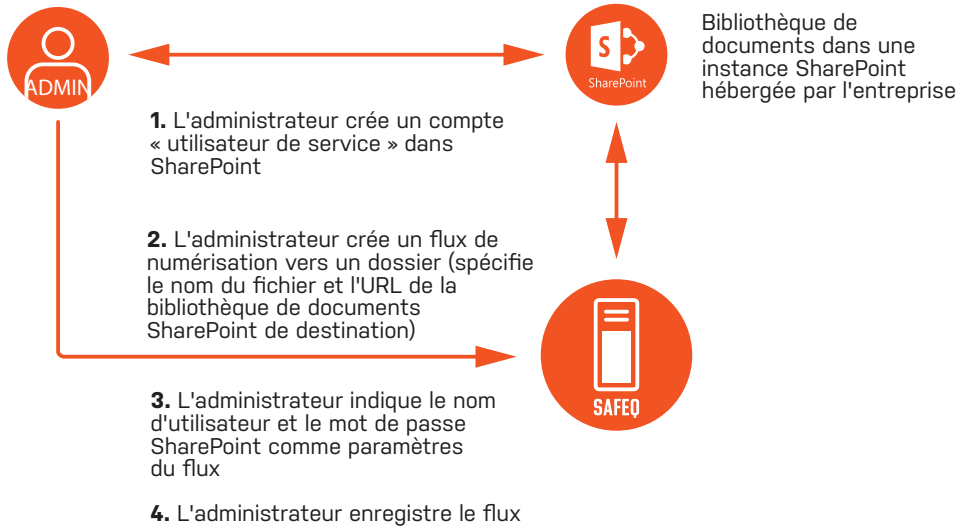 ADMIN
S
SharePoint
Bibliothèque de
documents dans une
instance SharePoint
hébergée par l'entreprise
1. L'administrateur crée un compte
« utilisateur de service » dans
SharePoint
2. L'administrateur crée un flux de
numérisation vers un dossier (spécifie
le nom du fichier et l'URL de la
bibliothèque de documents
SharePoint de destination)
SAFEQ
3. L'administrateur indique le nom
d'utilisateur et le mot de passe
SharePoint comme paramètres
du flux
4. L'administrateur enregistre le flux